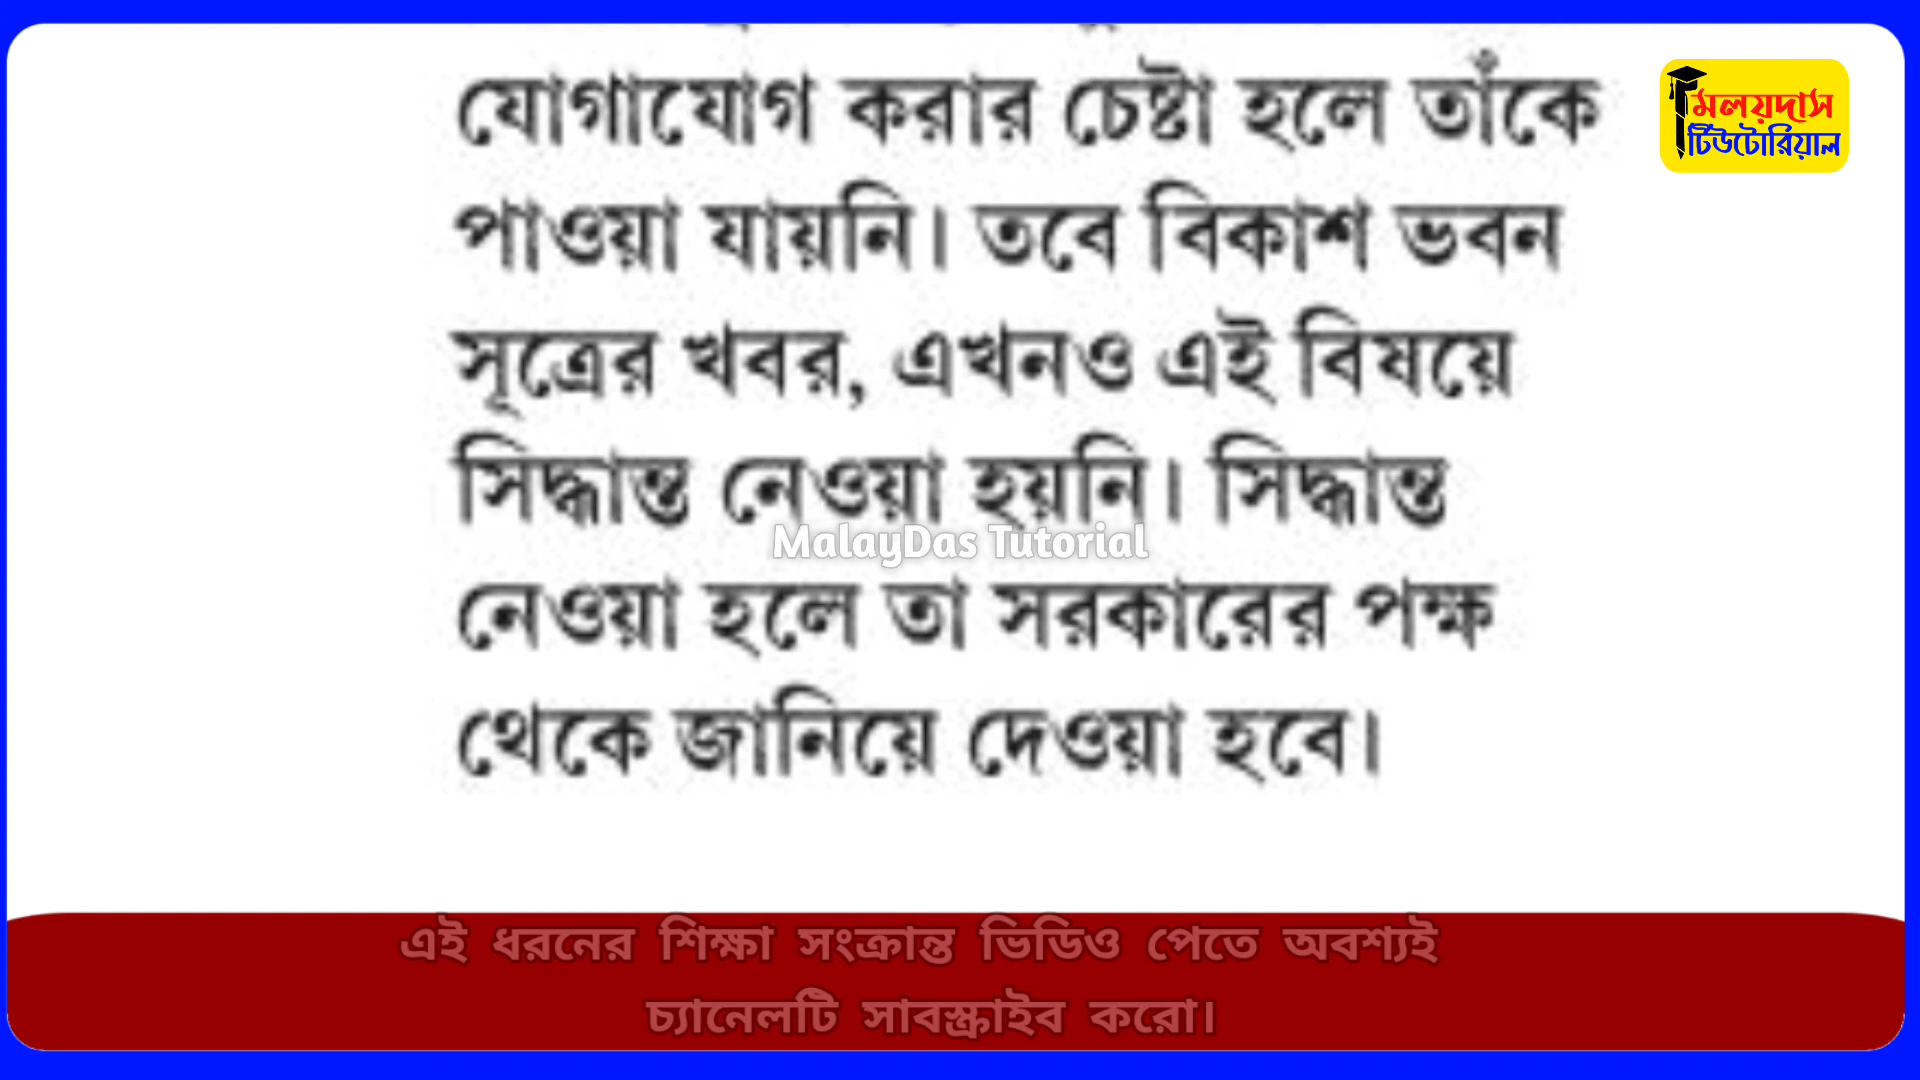 যোগাযোগ করার চেষ্টা হলে তাঁকে
পাওয়া যায়নি। তবে বিকাশ ভবন
সূত্রের খবর, এখনও এই বিষয়ে
সিদ্ধান্ত নেওয়া হয়নি। সিদ্ধান্ত
নেওয়া হলে তা সরকারের পক্ষ
থেকে জানিয়ে দেওয়া হবে।
মলয়দাস
টিউটোরিয়াল
MalayDas Tutorial
এই ধরনের শিক্ষা সংক্রান্ত ভিডিও পেতে অবশ্যই
চ্যানেলটি সাবস্ক্রাইব করো।